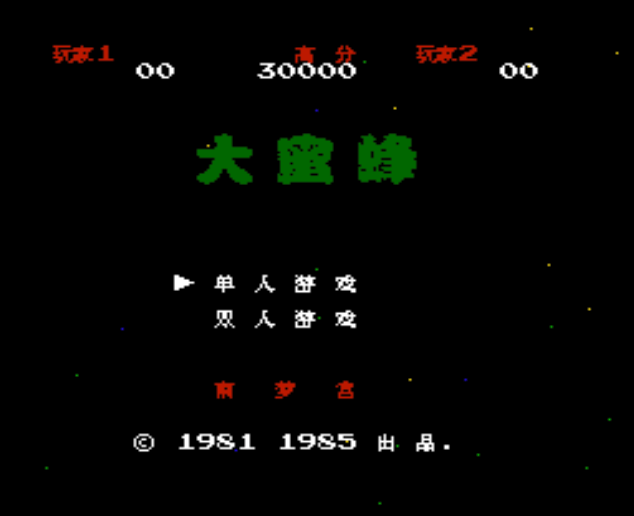 玩家1 高分 玩家2
00 30000 00
大蜜蜂
▶ 单人游戏
双人游戏
南梦宫
© 1981 1985 出品.